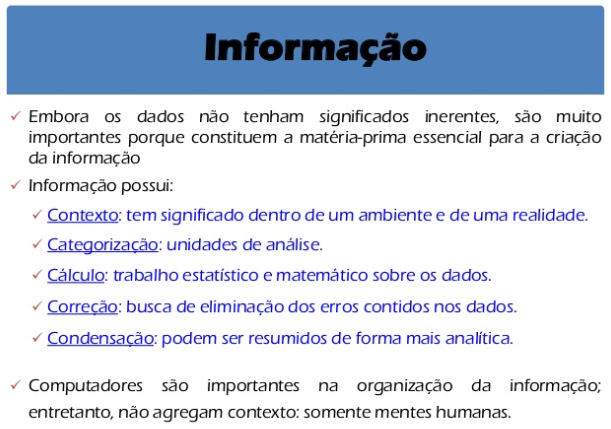 Informação
Embora os dados não tenham significados inerentes, são muito
importantes porque constituem a matéria-prima essencial para a criação
da informação
Informação possui:
Contexto: tem significado dentro de um ambiente e de uma realidade.
Categorização: unidades de análise.
Cálculo: trabalho estatístico e matemático sobre os dados.
Correção: busca de eliminação dos erros contidos nos dados.
Condensação: podem ser resumidos de forma mais analítica.
Computadores são importantes na organização da informação;
entretanto, não agregam contexto: somente mentes humanas.